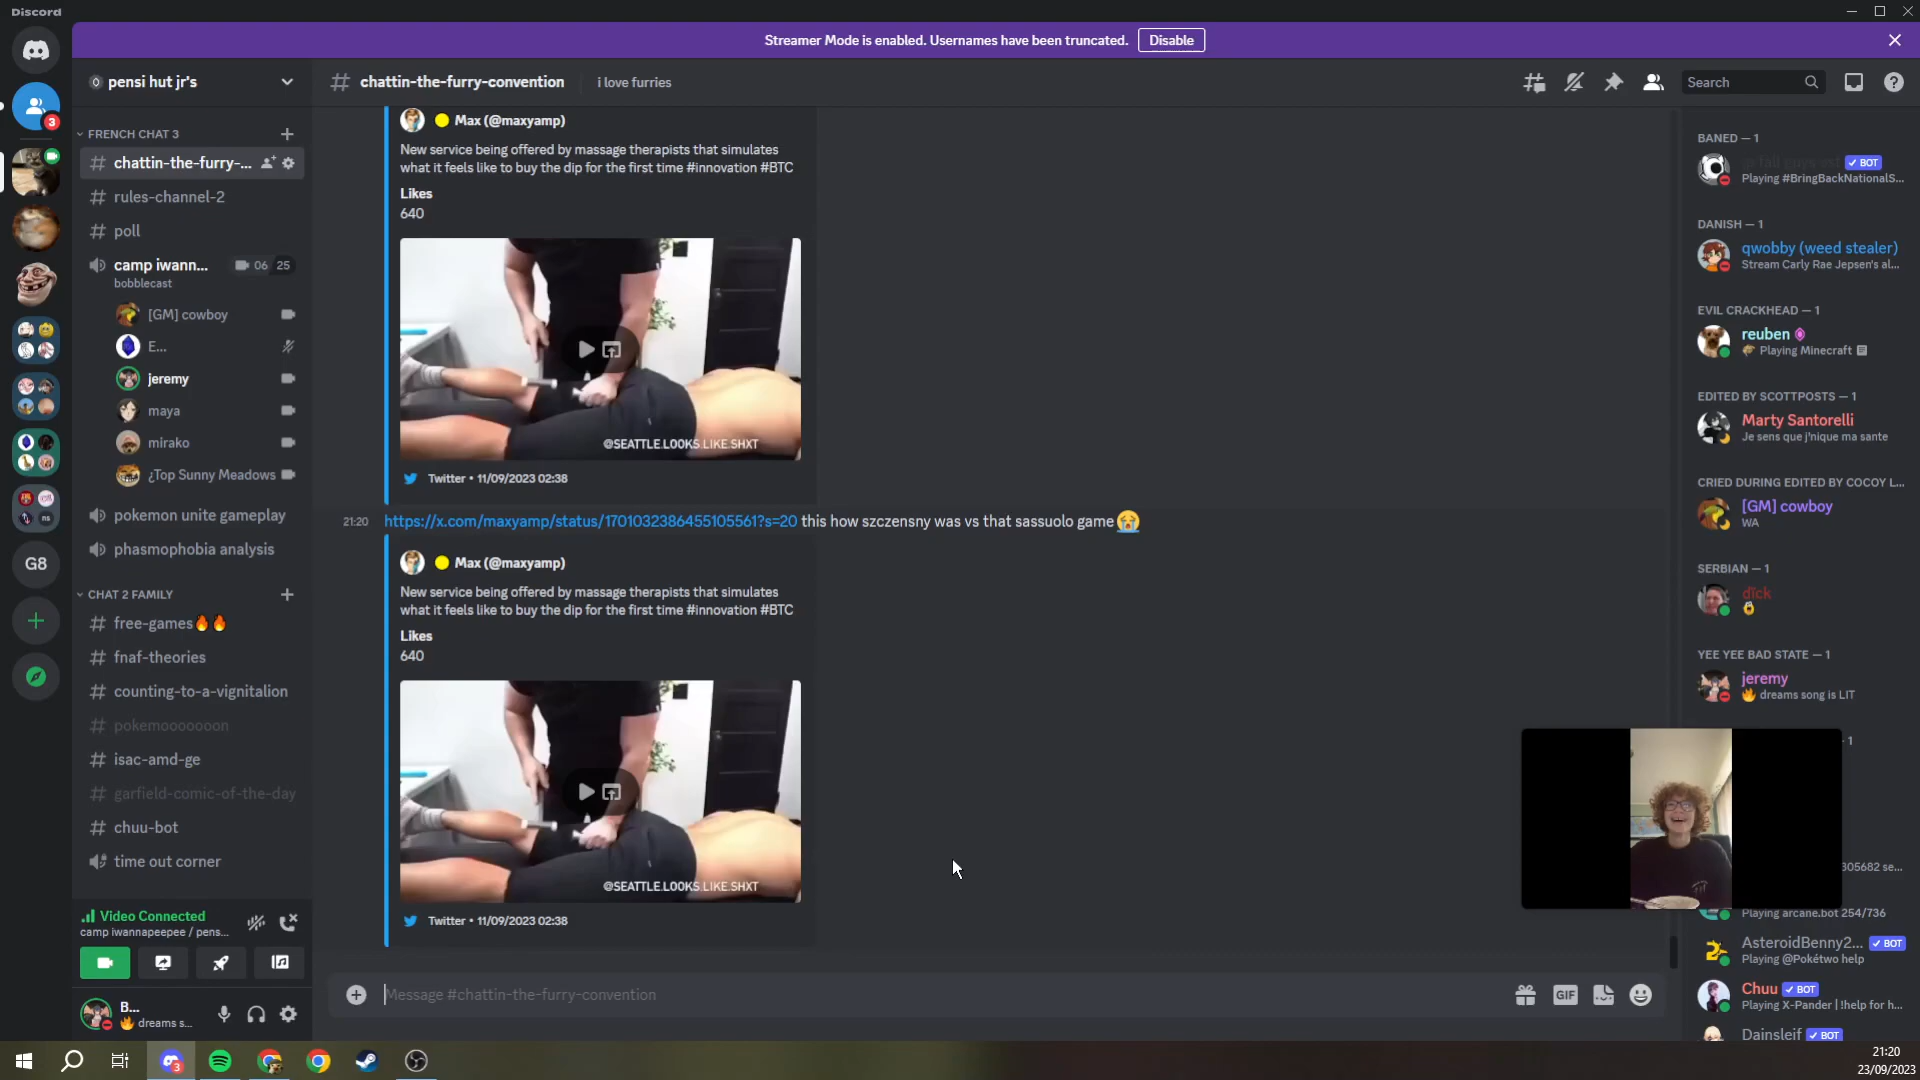 Discord
Streamer Mode is enabled. Usernames have been truncated. Disable
pensi hut jr's
chattin-the-furry-convention
i love furries
Search
FRENCH CHAT 3
chattin-the-furry-...
rules-channel-2
poll
camp iwann...
06 25
bobblecast
[GM] cowboy
E...
jeremy
maya
mirako
¿Top Sunny Meadows
pokemon unite gameplay
phasmophobia analysis
G8
CHAT 2 FAMILY
free-games🔥🔥
fnaf-theories
counting-to-a-vignitalion
pokemooooooon
isac-amd-ge
garfield-comic-of-the-day
chuu-bot
time out corner
Video Connected
camp iwannapeepee / pens...
B...
🔥 dreams s...
Max (@maxyamp)
New service being offered by massage therapists that simulates
what it feels like to buy the dip for the first time #innovation #BTC
Likes
640
@SEATTLE.LOOKS.LIKE.SHXT
Twitter • 11/09/2023 02:38
21:20
https://x.com/maxyamp/status/1701032386455105561?s=20 this how szczensny was vs that sassuolo game😭
Max (@maxyamp)
New service being offered by massage therapists that simulates
what it feels like to buy the dip for the first time #innovation #BTC
Likes
640
@SEATTLE.LOOKS.LIKE.SHXT
Twitter • 11/09/2023 02:38
Message #chattin-the-furry-convention
GIF
BANED — 1
BOT
Playing #BringBackNationalS...
DANISH — 1
qwobby (weed stealer)
Stream Carly Rae Jepsen's al...
EVIL CRACKHEAD — 1
reuben
Playing Minecraft
EDITED BY SCOTTPOSTS — 1
Marty Santorelli
Je sens que j'nique ma sante
CRIED DURING EDITED BY COCOY L...
[GM] cowboy
WA
SERBIAN — 1
dïck
YEE YEE BAD STATE — 1
jeremy
🔥 dreams song is LIT
1
305682 se...
Playing arcane.bot 254/736
AsteroidBenny2... BOT
Playing @Pokétwo help
Chuu BOT
Playing X-Pander | !help for h...
Dainsleif BOT
3
3
21:20
23/09/2023